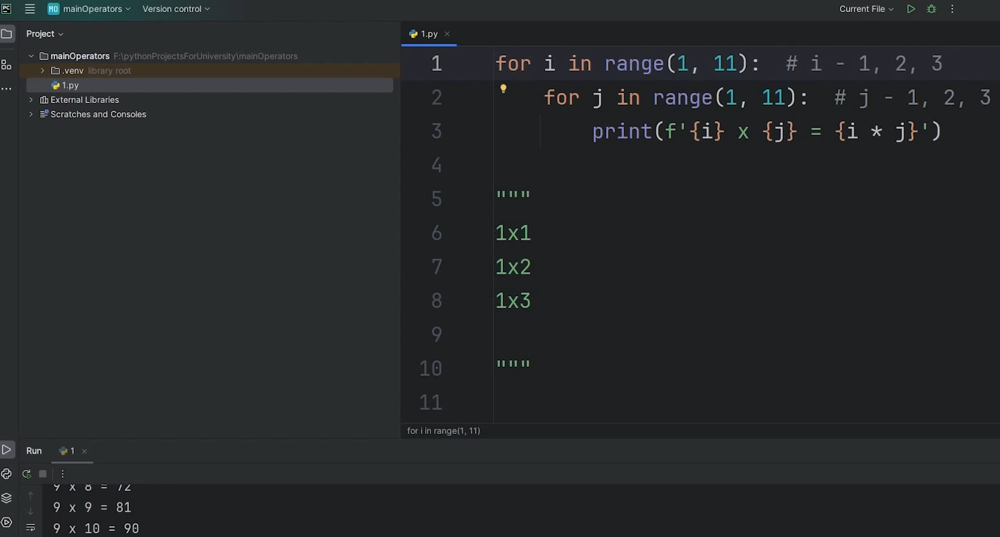 PC MO mainOperators Version control Current File
Project
mainOperators F:\pythonProjectsForUniversity\mainOperators
.venv library root
1.py
External Libraries
Scratches and Consoles
1.py
1 for i in range(1, 11):  # i - 1, 2, 3
2     for j in range(1, 11):  # j - 1, 2, 3
3         print(f'{i} x {j} = {i * j}')
4
5 """
6 1x1
7 1x2
8 1x3
9
10 """
11
for i in range(1, 11)
Run 1
9 x 8 = 72
9 x 9 = 81
9 x 10 = 90